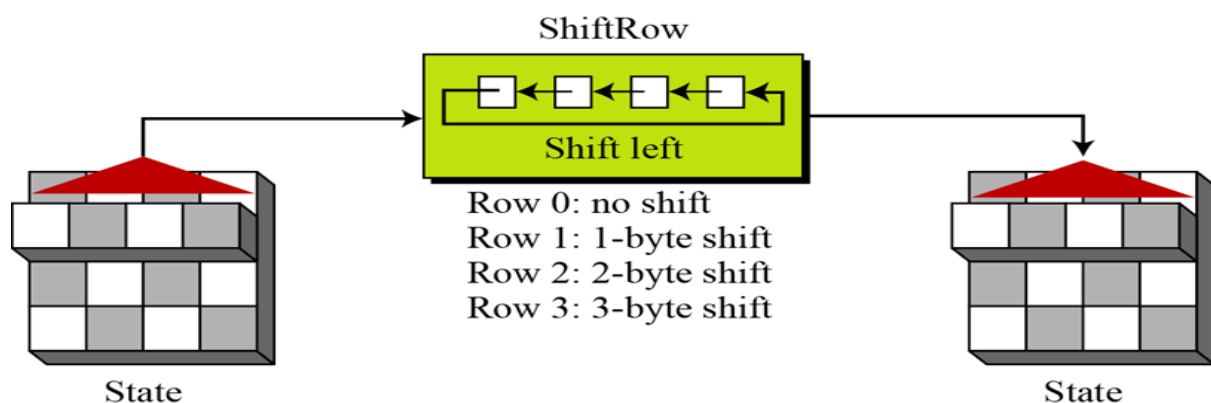 ShiftRow
Shift left
Row 0: no shift
Row 1: 1-byte shift
Row 2: 2-byte shift
Row 3: 3-byte shift
State
State